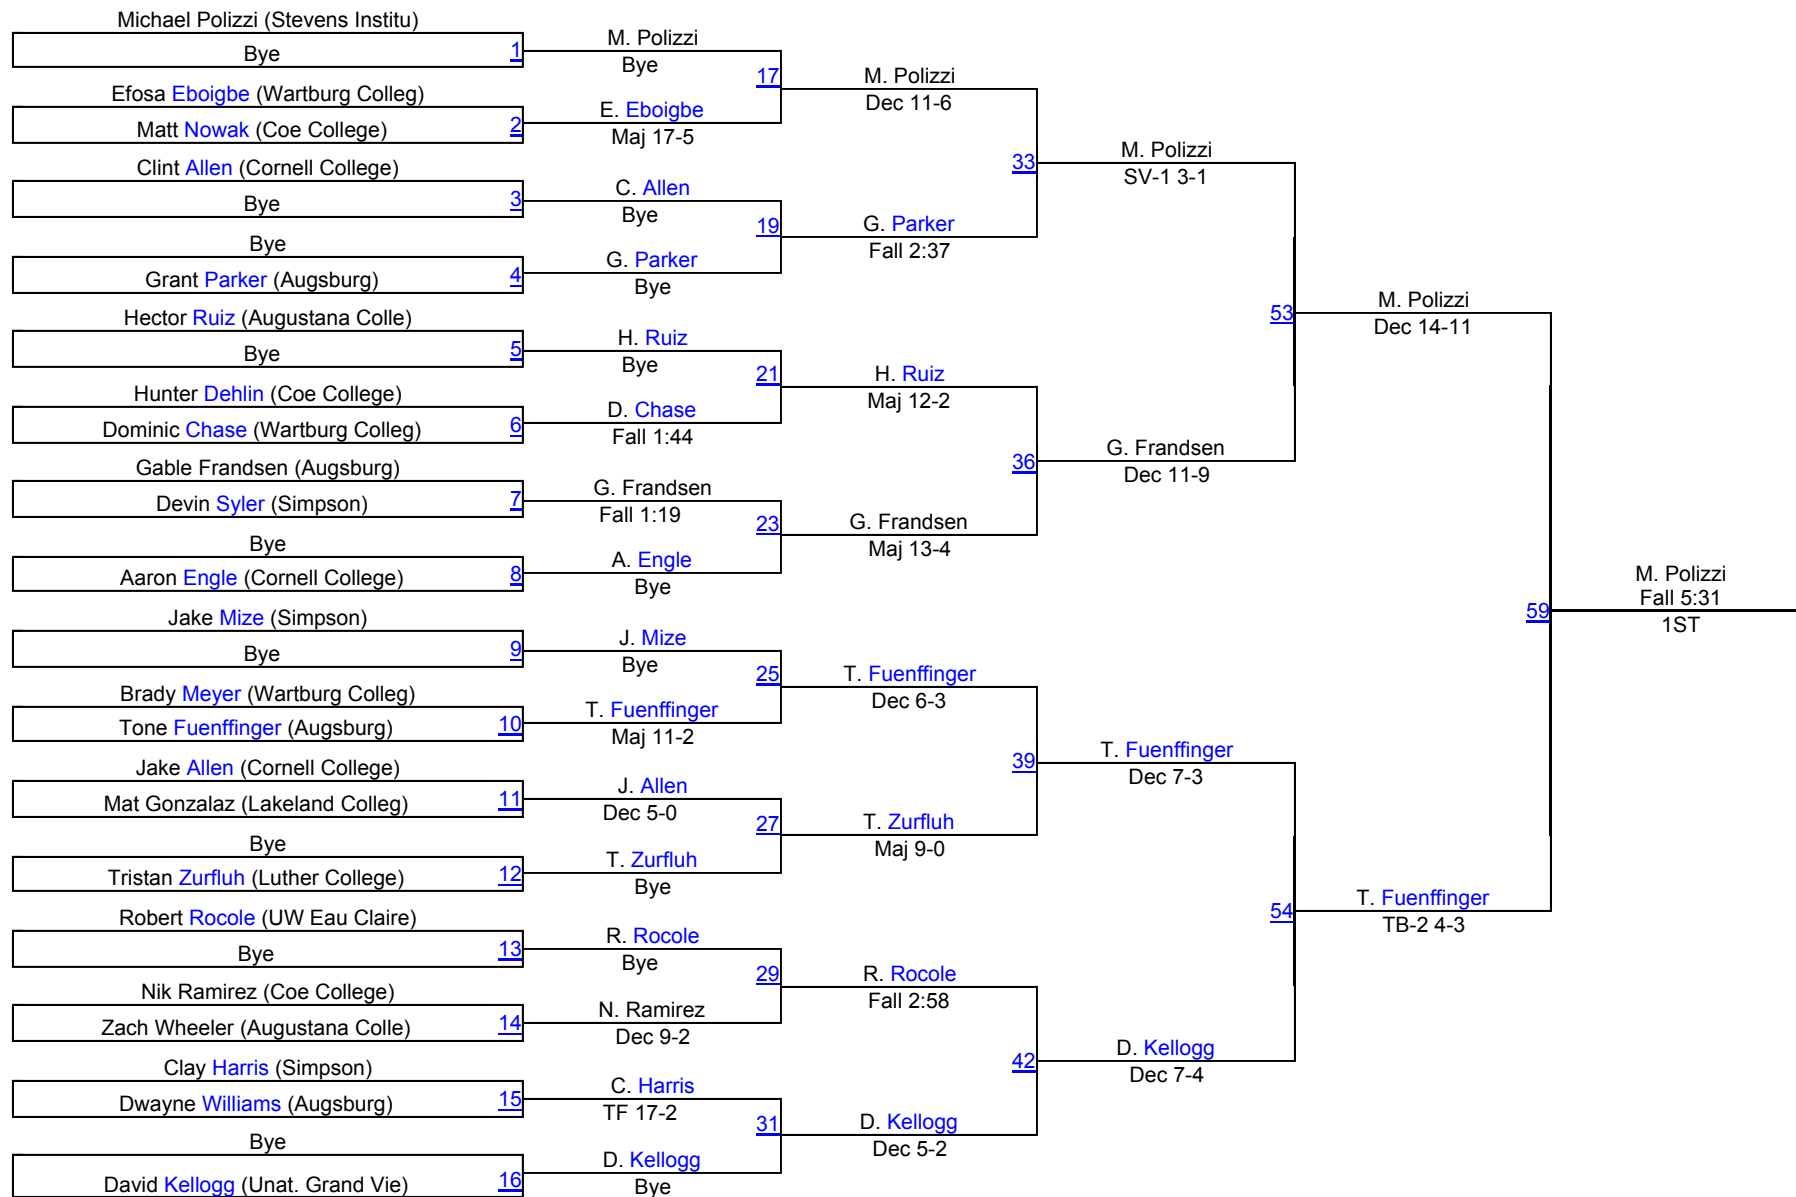 Michael Polizzi (Stevens Institu)
Bye
1
Efosa Eboigbe (Wartburg Colleg)
Matt Nowak (Coe College)
2
Clint Allen (Cornell College)
Bye
3
Bye
Grant Parker (Augsburg)
4
Hector Ruiz (Augustana Colle)
Bye
5
Hunter Dehlin (Coe College)
Dominic Chase (Wartburg Colleg)
6
Gable Frandsen (Augsburg)
Devin Syler (Simpson)
7
Bye
Aaron Engle (Cornell College)
8
Jake Mize (Simpson)
Bye
9
Brady Meyer (Wartburg Colleg)
Tone Fuenffinger (Augsburg)
10
Jake Allen (Cornell College)
Mat Gonzalaz (Lakeland Colleg)
11
Bye
Tristan Zurfluh (Luther College)
12
Robert Rocole (UW Eau Claire)
Bye
13
Nik Ramirez (Coe College)
Zach Wheeler (Augustana Colle)
14
Clay Harris (Simpson)
Dwayne Williams (Augsburg)
15
Bye
David Kellogg (Unat. Grand Vie)
16
M. Polizzi
Bye
17
E. Eboigbe
Maj 17-5
C. Allen
Bye
19
G. Parker
Bye
H. Ruiz
Bye
21
D. Chase
Fall 1:44
G. Frandsen
Fall 1:19
23
A. Engle
Bye
J. Mize
Bye
25
T. Fuenffinger
Maj 11-2
J. Allen
Dec 5-0
27
T. Zurfluh
Bye
R. Rocole
Bye
29
N. Ramirez
Dec 9-2
C. Harris
TF 17-2
31
D. Kellogg
Bye
M. Polizzi
Dec 11-6
33
G. Parker
Fall 2:37
H. Ruiz
Maj 12-2
36
G. Frandsen
Maj 13-4
T. Fuenffinger
Dec 6-3
39
T. Zurfluh
Maj 9-0
R. Rocole
Fall 2:58
42
D. Kellogg
Dec 5-2
M. Polizzi
SV-1 3-1
53
G. Frandsen
Dec 11-9
T. Fuenffinger
Dec 7-3
54
D. Kellogg
Dec 7-4
M. Polizzi
Dec 14-11
59
T. Fuenffinger
TB-2 4-3
M. Polizzi
Fall 5:31
1ST